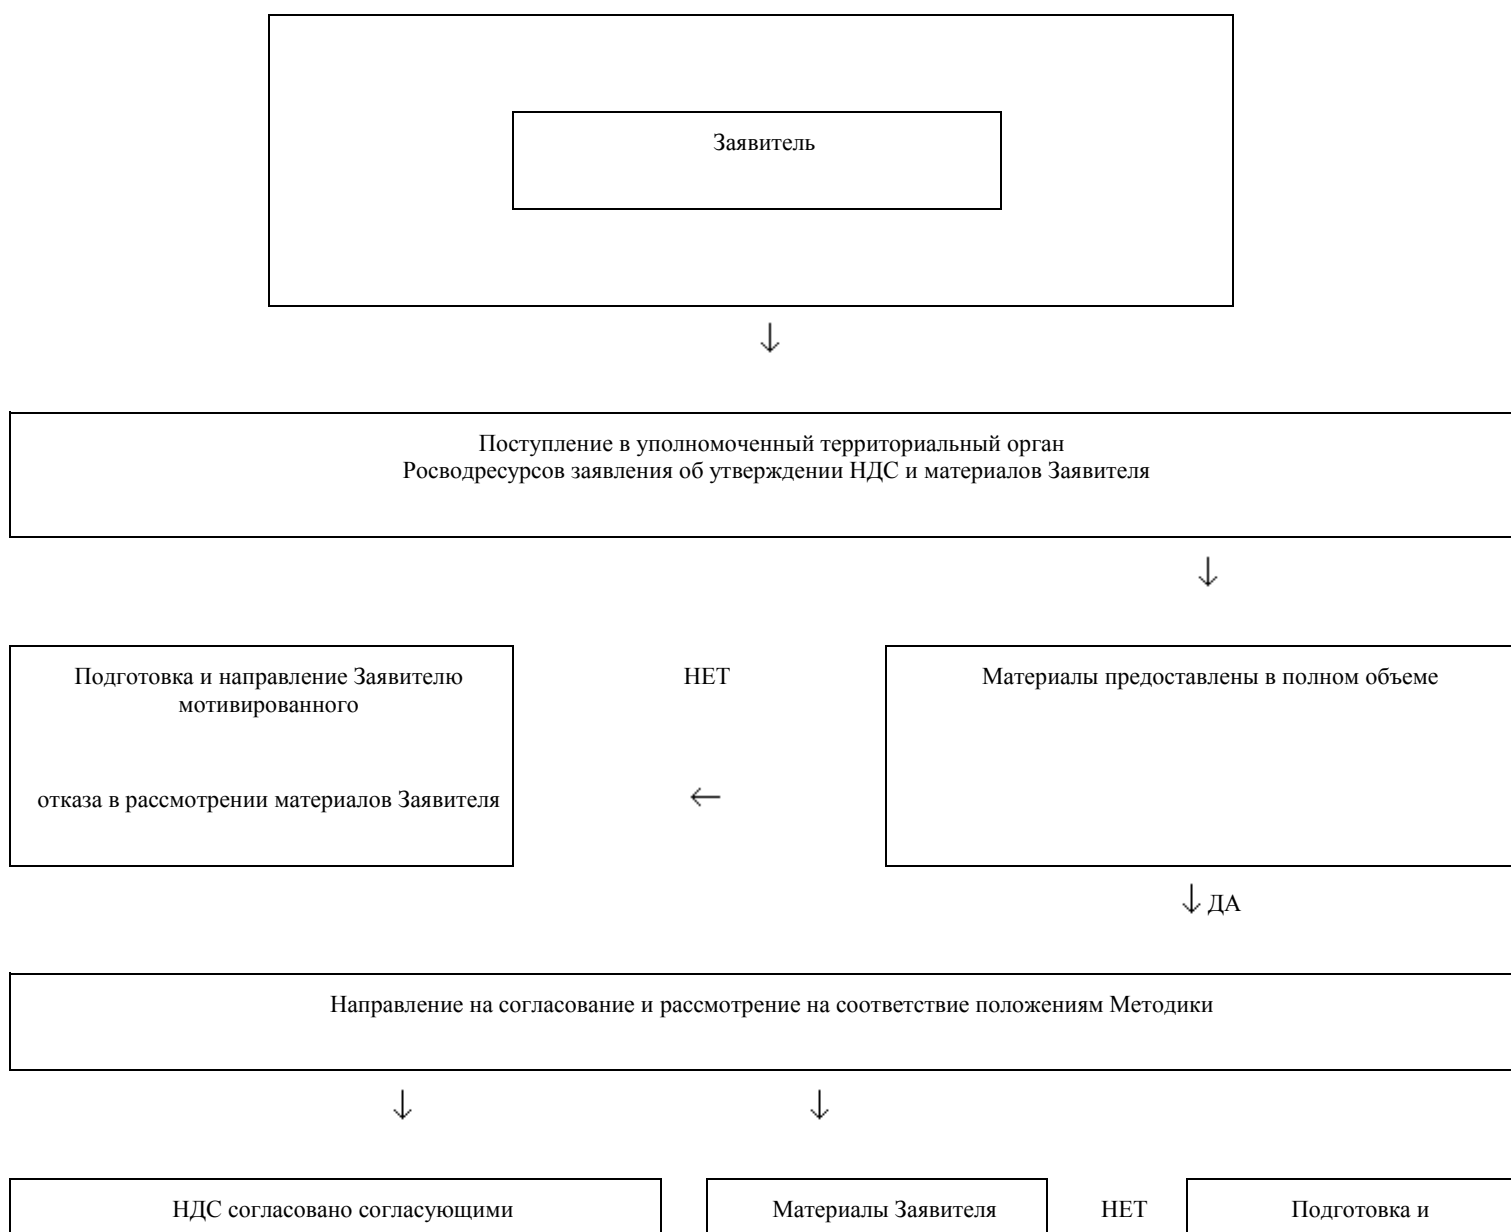 Заявитель
↓
Поступление в уполномоченный территориальный орган
Росводресурсов заявления об утверждении НДС и материалов Заявителя
↓
Подготовка и направление Заявителю
мотивированного
отказа в рассмотрении материалов Заявителя
НЕТ
←
Материалы предоставлены в полном объеме
↓ ДА
Направление на согласование и рассмотрение на соответствие положениям Методики
↓ ↓
НДС согласовано согласующими
Материалы Заявителя
НЕТ
Подготовка и